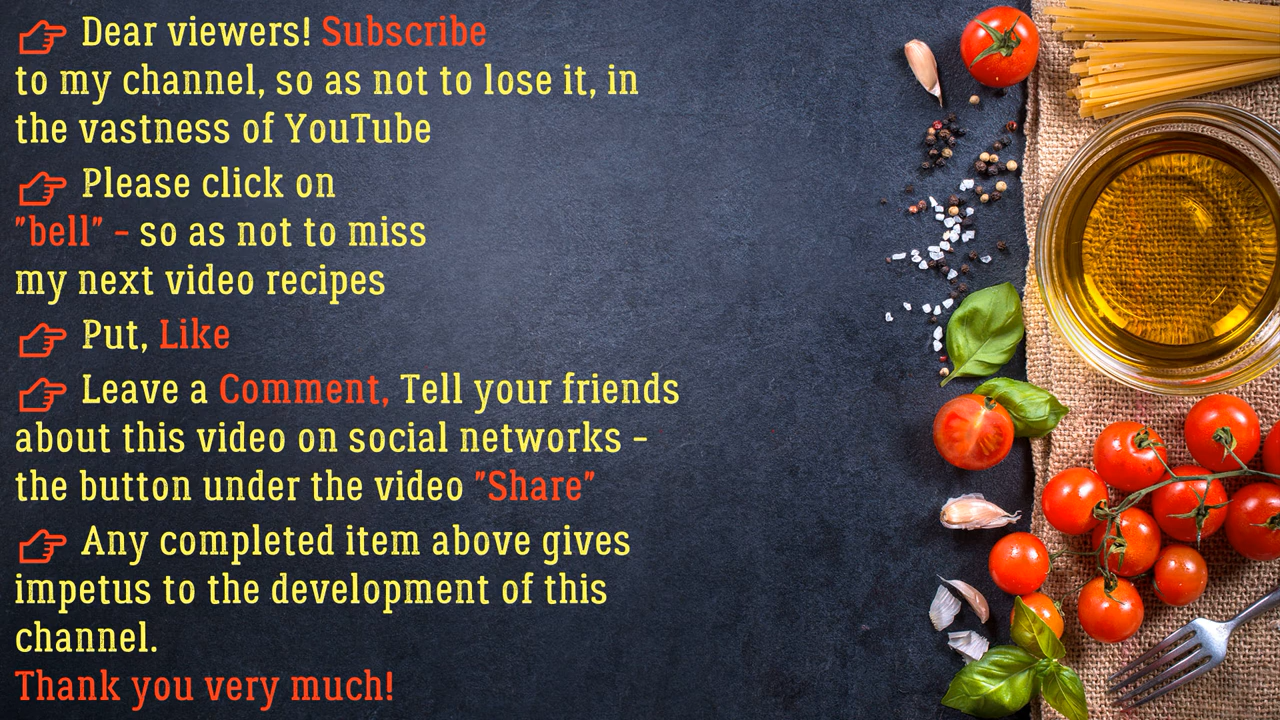 Dear viewers! Subscribe
to my channel, so as not to lose it, in
the vastness of YouTube
Please click on
"bell" - so as not to miss
my next video recipes
Put, Like
Leave a Comment, Tell your friends
about this video on social networks -
the button under the video "Share"
Any completed item above gives
impetus to the development of this
channel.
Thank you very much!